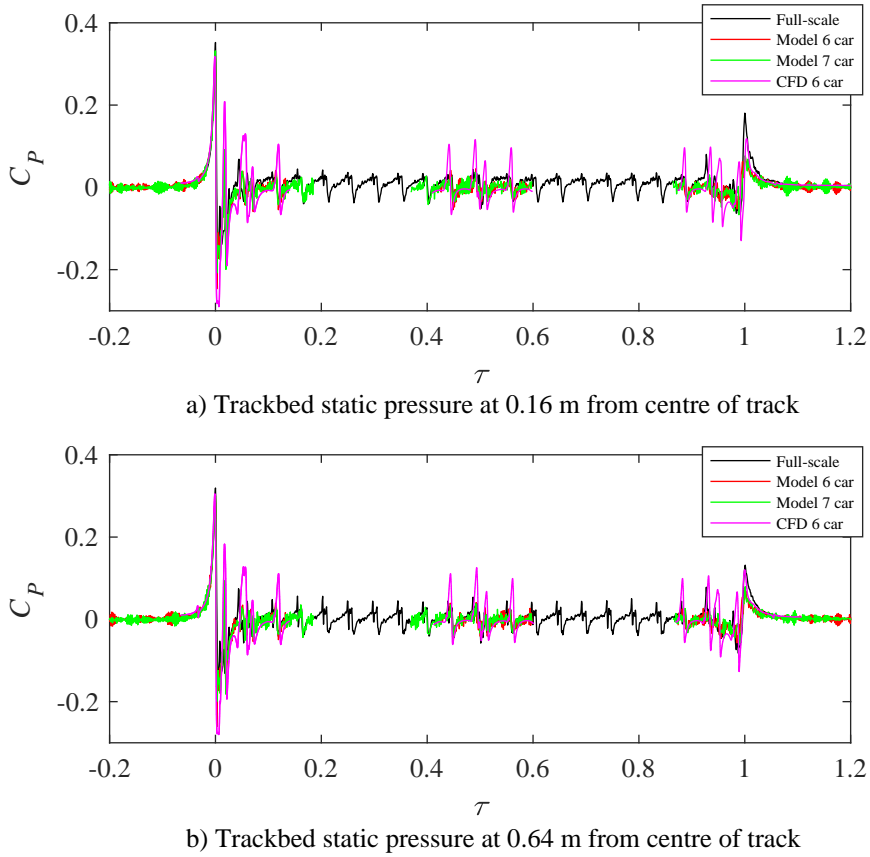 0.4
0.2
0
-0.2
C_P
Full-scale
Model 6 car
Model 7 car
CFD 6 car
-0.2 0 0.2 0.4 0.6 0.8 1 1.2
τ
a) Trackbed static pressure at 0.16 m from centre of track
0.4
0.2
0
-0.2
C_P
Full-scale
Model 6 car
Model 7 car
CFD 6 car
-0.2 0 0.2 0.4 0.6 0.8 1 1.2
τ
b) Trackbed static pressure at 0.64 m from centre of track